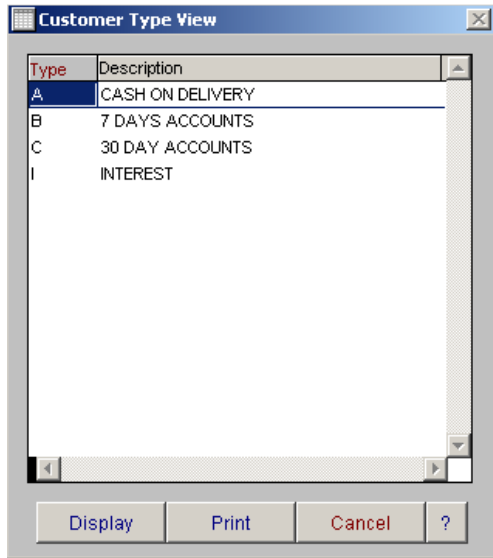 Customer Type View
Type Description
A CASH ON DELIVERY
B 7 DAYS ACCOUNTS
C 30 DAY ACCOUNTS
I INTEREST
Display Print Cancel ?